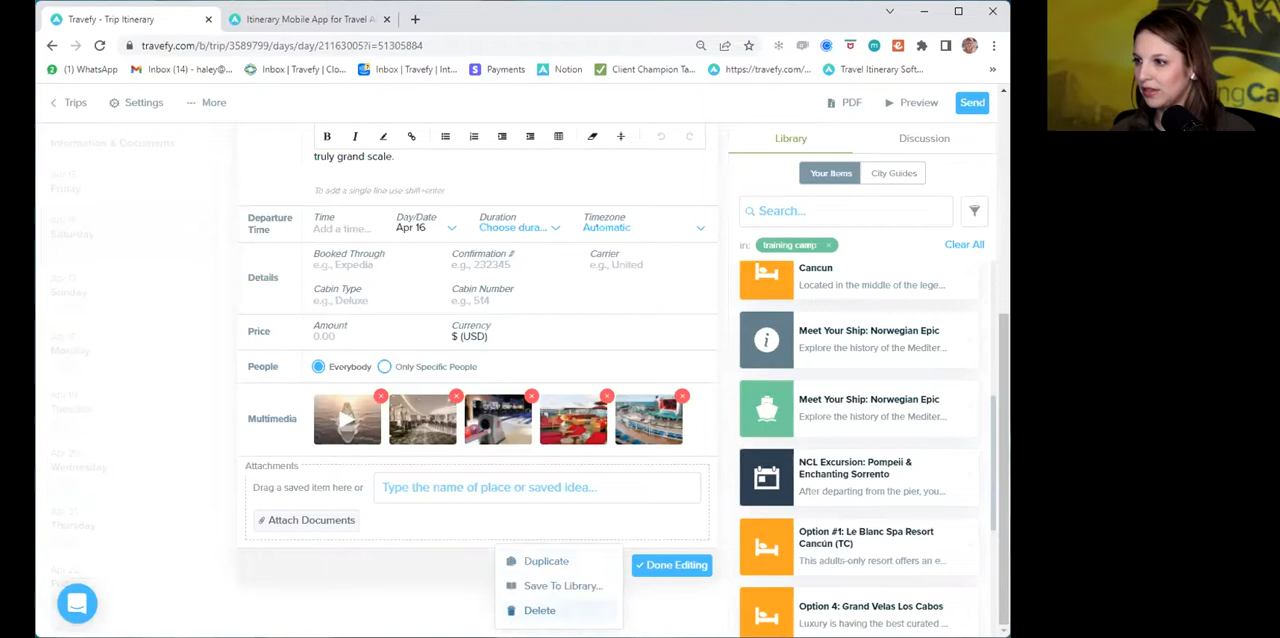 Travefy - Trip Itinerary
Itinerary Mobile App for Travel A
travefy.com/b/trip/3589799/days/day/21163005?i=51305884
(1) WhatsApp
Inbox (14) - haley@...
Inbox | Travefy | Clo...
Inbox | Travefy | Int...
Payments
Notion
Client Champion Ta...
https://travefy.com/...
Travel Itinerary Soft...
Trips
Settings
More
PDF
Preview
Send
Information & Documents
Friday
Saturday
Sunday
Monday
Tuesday
Wednesday
Thursday
truly grand scale.
To add a single line use shift+enter
Departure Time
Time
Add a time...
Day/Date
Apr 16
Duration
Choose dura...
Timezone
Automatic
Details
Booked Through
e.g., Expedia
Confirmation #
e.g., 232345
Carrier
e.g., United
Cabin Type
e.g., Deluxe
Cabin Number
e.g., 514
Price
Amount
0.00
Currency
$ (USD)
People
Everybody
Only Specific People
Multimedia
Attachments
Drag a saved item here or
Type the name of place or saved idea...
Attach Documents
Duplicate
Save To Library...
Delete
Done Editing
Library
Discussion
Your Items
City Guides
Search...
in:
training camp
Clear All
Cancun
Located in the middle of the lege...
Meet Your Ship: Norwegian Epic
Explore the history of the Mediter...
Meet Your Ship: Norwegian Epic
Explore the history of the Mediter...
NCL Excursion: Pompeii &
Enchanting Sorrento
After departing from the pier, you...
Option #1: Le Blanc Spa Resort
Cancún (TC)
This adults-only resort offers an e...
Option 4: Grand Velas Los Cabos
Luxury is having the best curated